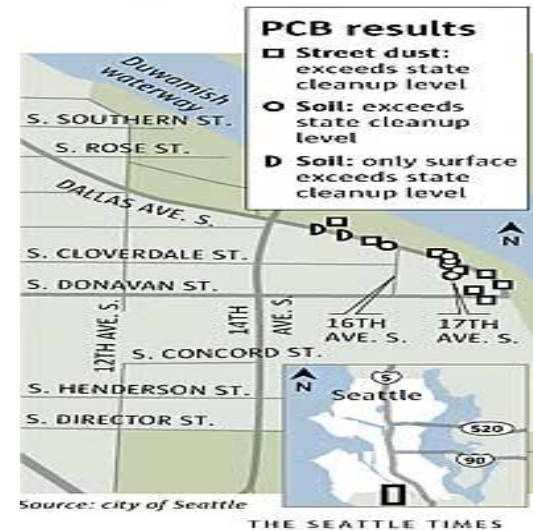 PCB results
Street dust:
exceeds state
cleanup level
Soil: exceeds
state cleanup
level
Soil: only surface
exceeds state
cleanup level
Duwamish
waterway
S. SOUTHERN ST.
S. ROSE ST.
DALLAS AVE. S.
S. CLOVERDALE ST.
S. DONAVAN ST.
12TH AVE. S.
14TH
AVE. S.
16TH
AVE. S.
17TH
AVE. S.
N
S. CONCORD ST.
S. HENDERSON ST.
S. DIRECTOR ST.
N
5
Seattle
520
90
Source: city of Seattle
THE SEATTLE TIMES